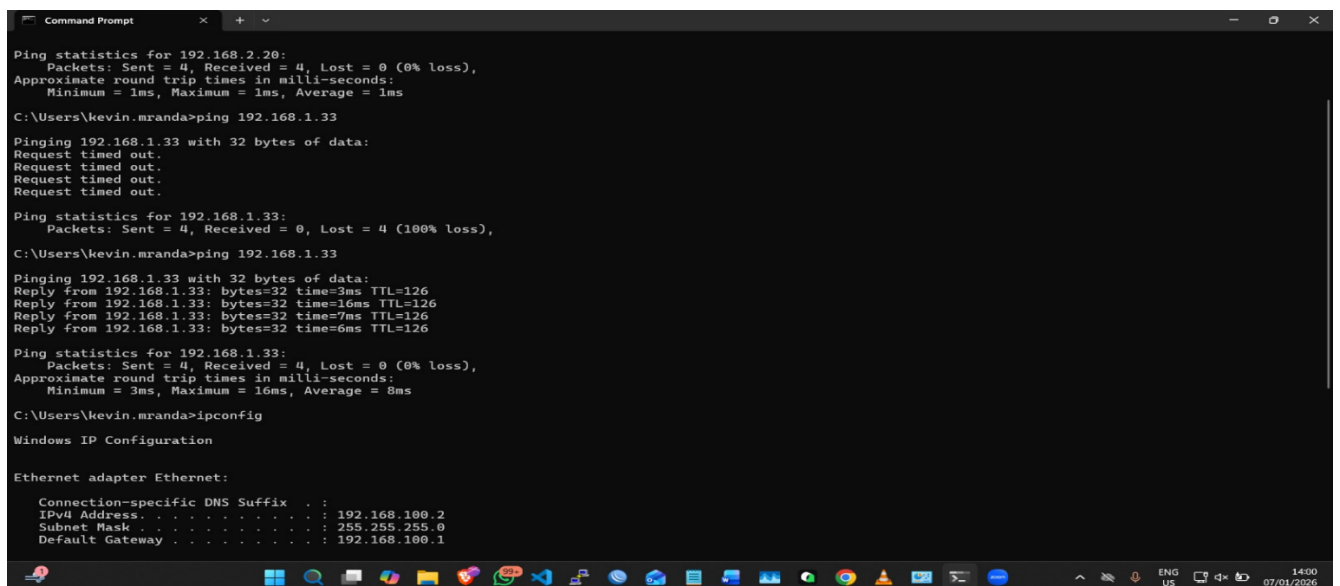 Command Prompt
Ping statistics for 192.168.2.20:
Packets: Sent = 4, Received = 4, Lost = 0 (0% loss),
Approximate round trip times in milli-seconds:
Minimum = 1ms, Maximum = 1ms, Average = 1ms
C:\Users\kevin.mranda>ping 192.168.1.33
Pinging 192.168.1.33 with 32 bytes of data:
Request timed out.
Request timed out.
Request timed out.
Request timed out.
Ping statistics for 192.168.1.33:
Packets: Sent = 4, Received = 0, Lost = 4 (100% loss),
C:\Users\kevin.mranda>ping 192.168.1.33
Pinging 192.168.1.33 with 32 bytes of data:
Reply from 192.168.1.33: bytes=32 time=3ms TTL=126
Reply from 192.168.1.33: bytes=32 time=16ms TTL=126
Reply from 192.168.1.33: bytes=32 time=7ms TTL=126
Reply from 192.168.1.33: bytes=32 time=6ms TTL=126
Ping statistics for 192.168.1.33:
Packets: Sent = 4, Received = 4, Lost = 0 (0% loss),
Approximate round trip times in milli-seconds:
Minimum = 3ms, Maximum = 16ms, Average = 8ms
C:\Users\kevin.mranda>ipconfig
Windows IP Configuration
Ethernet adapter Ethernet:
Connection-specific DNS Suffix . :
IPv4 Address. . . . . . . . . . . : 192.168.100.2
Subnet Mask . . . . . . . . . . . : 255.255.255.0
Default Gateway . . . . . . . . . : 192.168.100.1
1
99+
ENG
US
14:00
07/01/2026